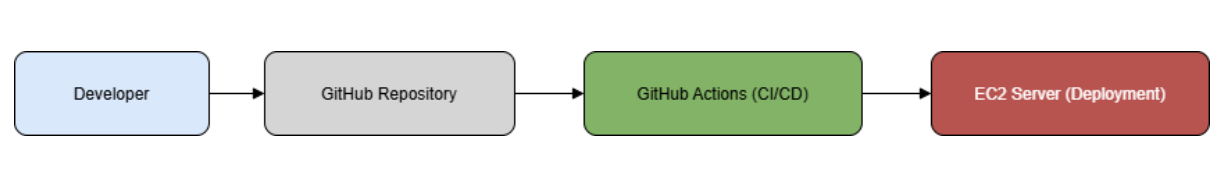 Developer
GitHub Repository
GitHub Actions (CI/CD)
EC2 Server (Deployment)